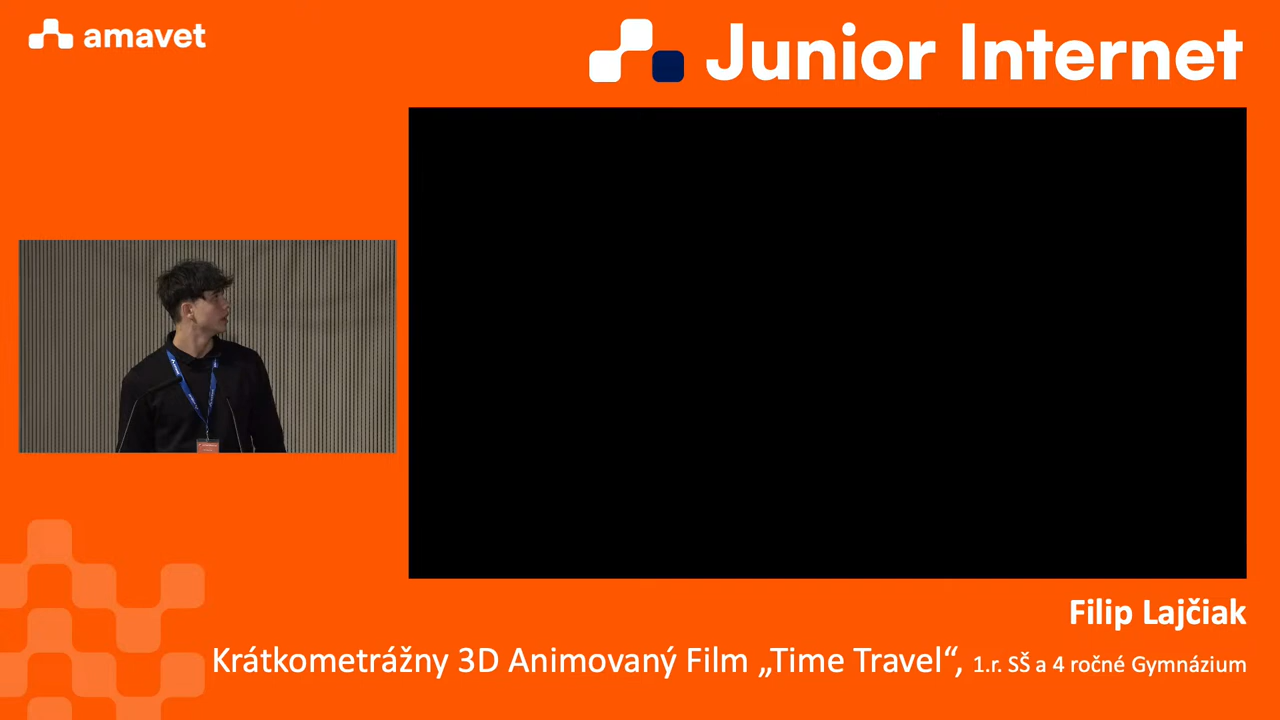 amavet
Junior Internet
Filip Lajčiak
Krátkometrážny 3D Animovaný Film „Time Travel“, 1.r. SŠ a 4 ročné Gymnázium